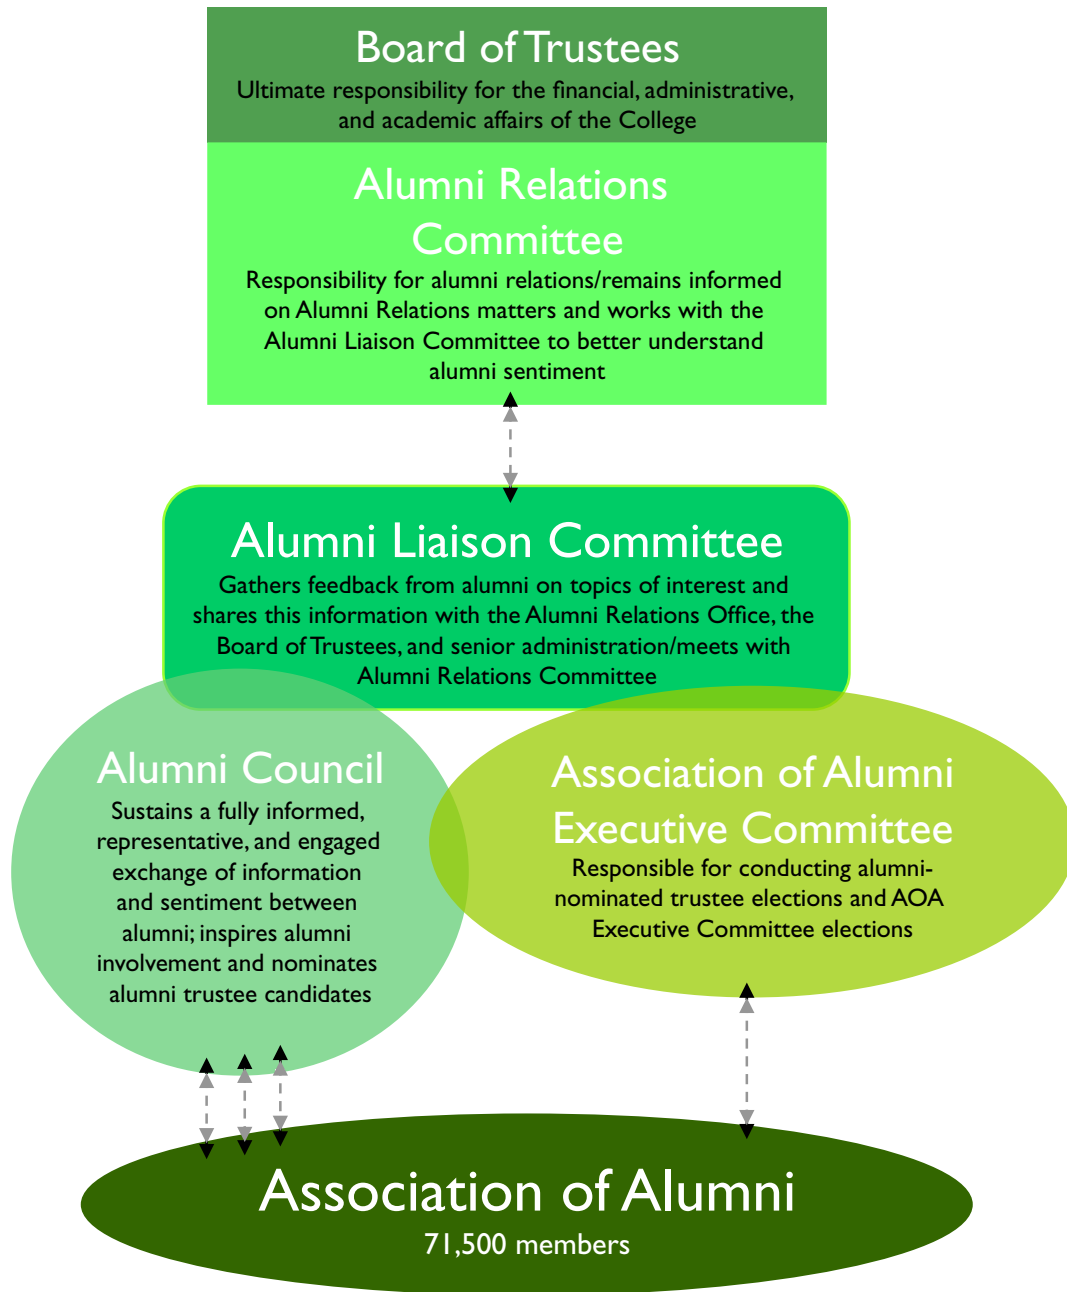 Board of Trustees
Ultimate responsibility for the financial, administrative,
and academic affairs of the College
Alumni Relations
Committee
Responsibility for alumni relations/remains informed
on Alumni Relations matters and works with the
Alumni Liaison Committee to better understand
alumni sentiment
Alumni Liaison Committee
Gathers feedback from alumni on topics of interest and
shares this information with the Alumni Relations Office, the
Board of Trustees, and senior administration/meets with
Alumni Relations Committee
Alumni Council
Sustains a fully informed,
representative, and engaged
exchange of information
and sentiment between
alumni; inspires alumni
involvement and nominates
alumni trustee candidates
Association of Alumni
Executive Committee
Responsible for conducting alumni-
nominated trustee elections and AOA
Executive Committee elections
Association of Alumni
71,500 members